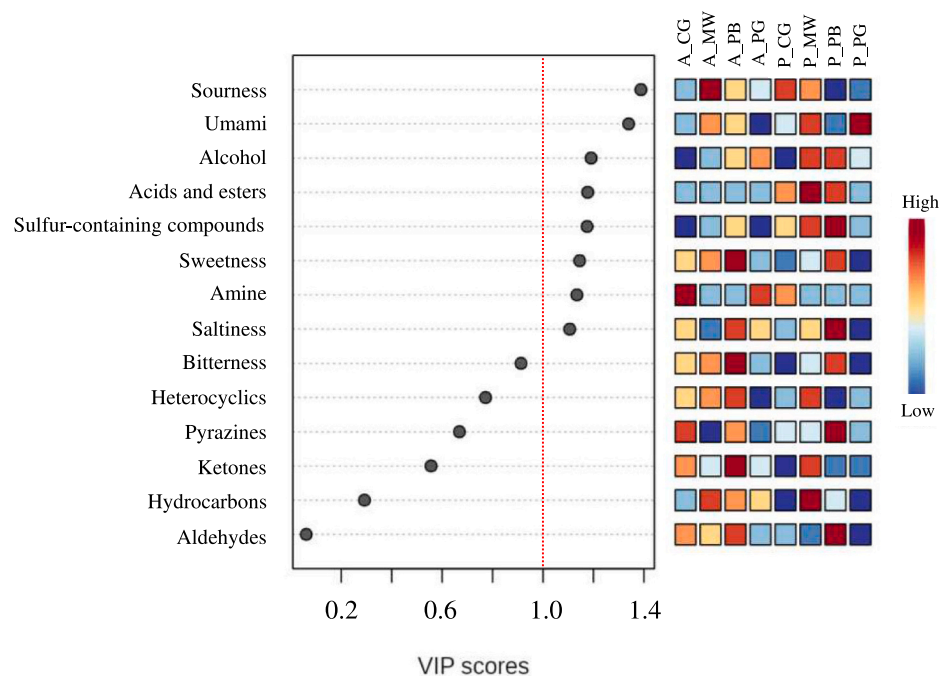 A_CG
A_MW
A_PB
A_PG
P_CG
P_MW
P_PB
P_PG
Sourness
Umami
Alcohol
Acids and esters
Sulfur-containing compounds
Sweetness
Amine
Saltiness
Bitterness
Heterocyclics
Pyrazines
Ketones
Hydrocarbons
Aldehydes
High
Low
0.2 0.6 1.0 1.4
VIP scores